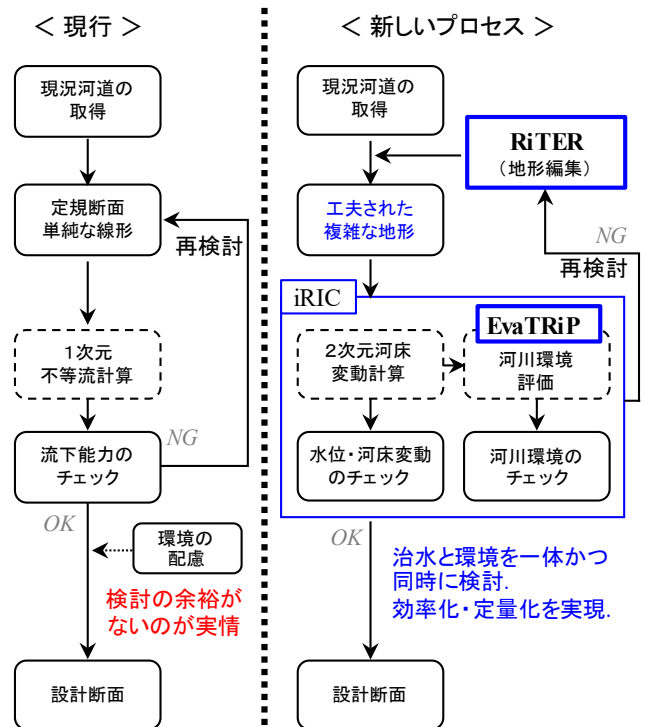 ＜ 現行 ＞
現況河道の
取得
定規断面
単純な線形
再検討
１次元
不等流計算
流下能力の
チェック
NG
OK
環境の
配慮
検討の余裕が
ないのが実情
設計断面
＜ 新しいプロセス ＞
現況河道の
取得
RiTER
（地形編集）
工夫された
複雑な地形
NG
再検討
iRIC
EvaTRiP
２次元河床
変動計算
河川環境
評価
水位・河床変動
のチェック
河川環境の
チェック
OK
治水と環境を一体かつ
同時に検討.
効率化・定量化を実現.
設計断面